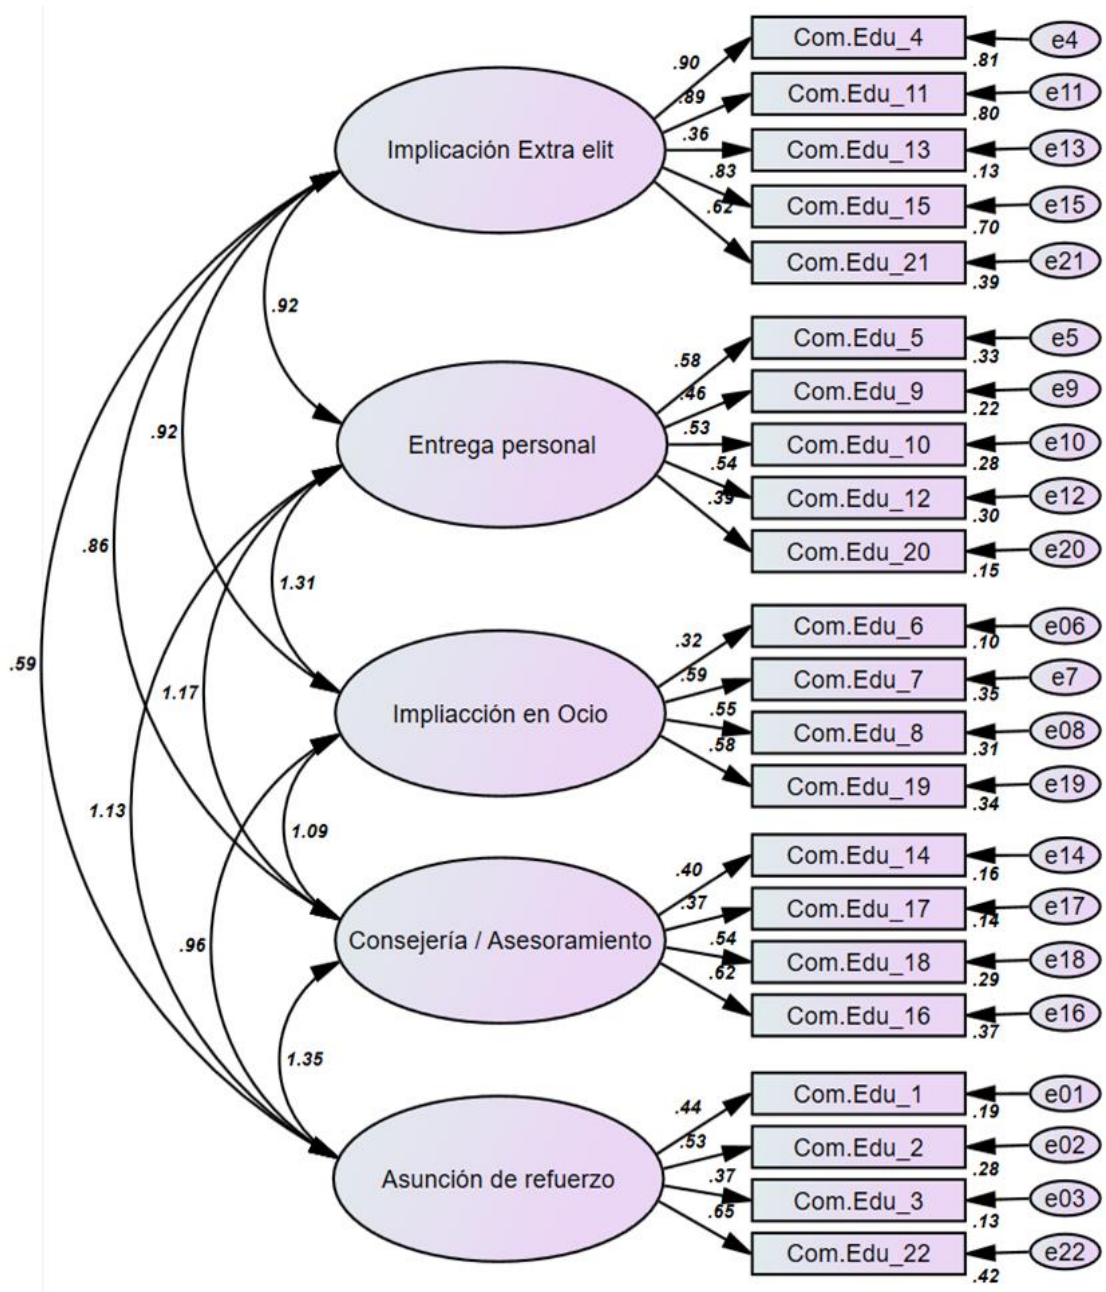 Implicación Extra elit
.90
.89
.36
.83
.62
Com.Edu_4
e4
.81
Com.Edu_11
e11
.80
Com.Edu_13
e13
.13
Com.Edu_15
e15
.70
Com.Edu_21
e21
.39
.92
Entrega personal
.58
.46
.53
.54
.39
Com.Edu_5
e5
.33
Com.Edu_9
e9
.22
Com.Edu_10
e10
.28
Com.Edu_12
e12
.30
Com.Edu_20
e20
.15
.92
.86
1.31
.59
1.17
Impliacción en Ocio
.32
.59
.55
.58
Com.Edu_6
e06
.10
Com.Edu_7
e7
.35
Com.Edu_8
e08
.31
Com.Edu_19
e19
.34
1.13
1.09
.96
Consejería / Asesoramiento
.40
.37
.54
.62
Com.Edu_14
e14
.16
Com.Edu_17
e17
.14
Com.Edu_18
e18
.29
Com.Edu_16
e16
.37
1.35
Asunción de refuerzo
.44
.53
.37
.65
Com.Edu_1
e01
.19
Com.Edu_2
e02
.28
Com.Edu_3
e03
.13
Com.Edu_22
e22
.42